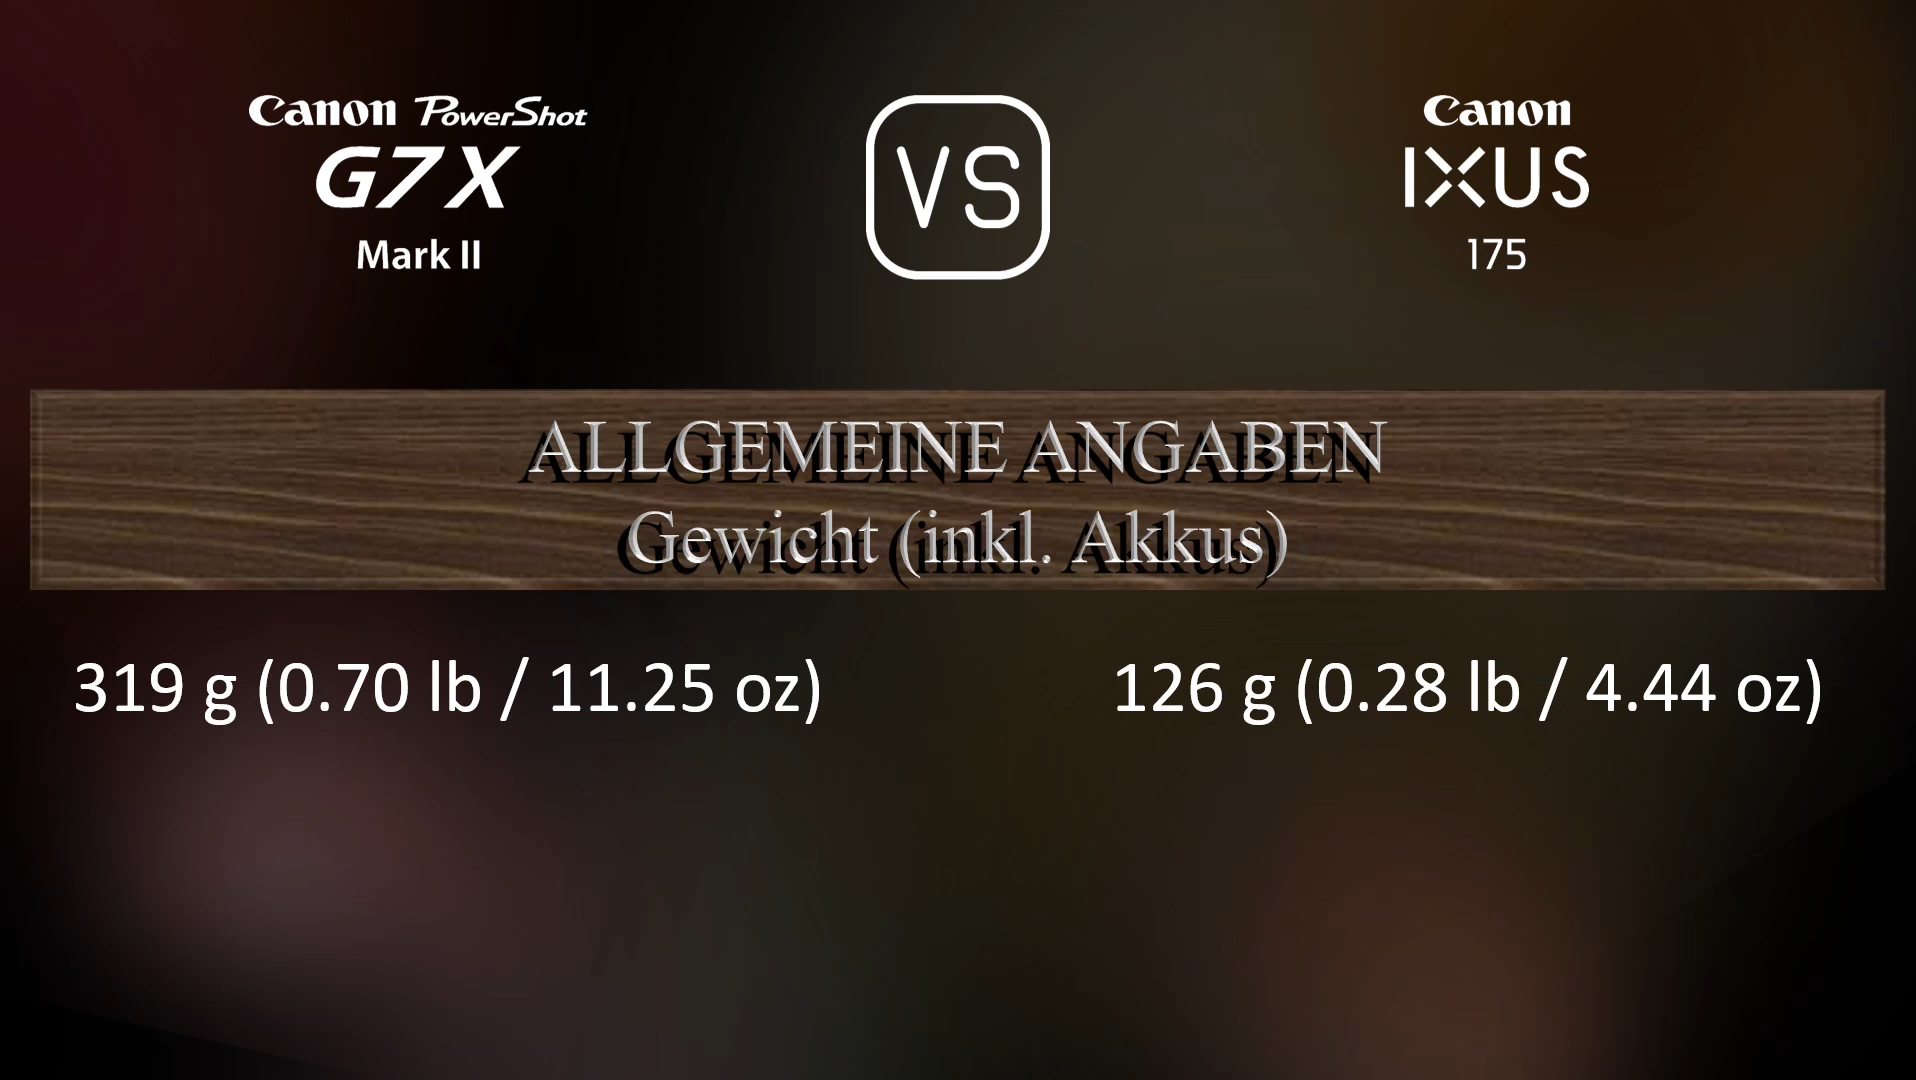 Canon PowerShot
G7 X
Mark II
VS
Canon
IXUS
175
ALLGEMEINE ANGABEN
Gewicht (inkl. Akkus)
319 g (0.70 lb / 11.25 oz)
126 g (0.28 lb / 4.44 oz)